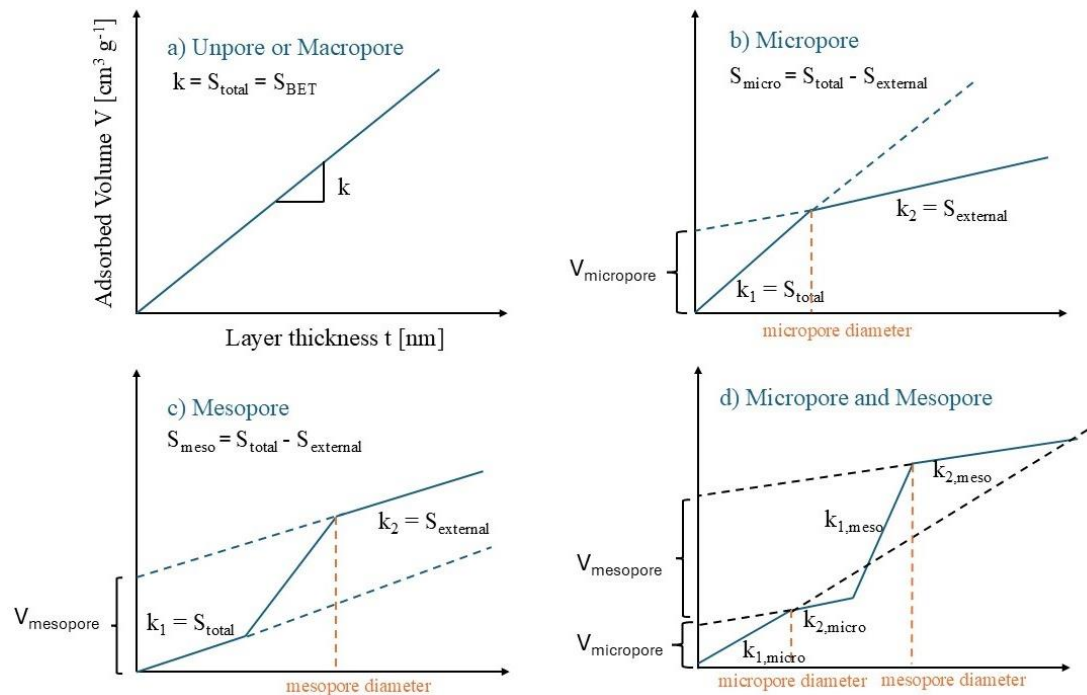 a) Unpore or Macropore
k = S_total = S_BET
k
Adsorbed Volume V [cm³ g⁻¹]
Layer thickness t [nm]
b) Micropore
S_micro = S_total - S_external
k₂ = S_external
V_micropore
k₁ = S_total
micropore diameter
c) Mesopore
S_meso = S_total - S_external
k₂ = S_external
V_mesopore
k₁ = S_total
mesopore diameter
d) Micropore and Mesopore
k_2,meso
k_1,meso
V_mesopore
k_2,micro
V_micropore
k_1,micro
micropore diameter
mesopore diameter